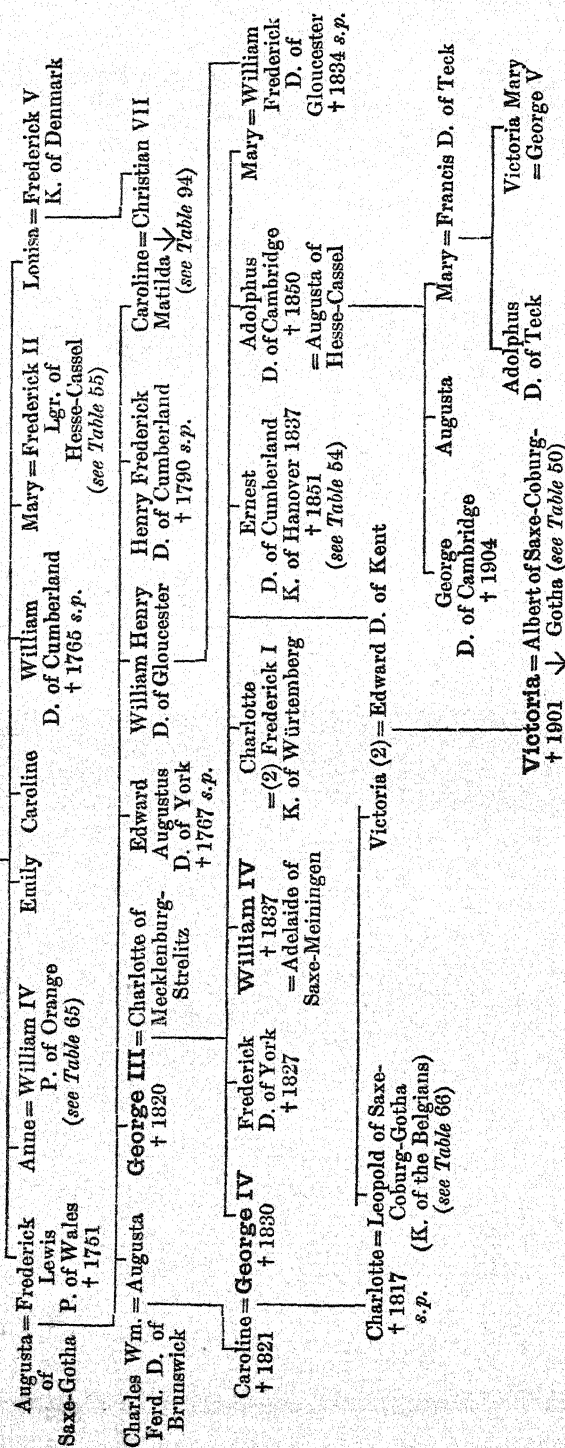 Augusta=Frederick
of Lewis
Saxe-Gotha P. of Wales
† 1751
Anne=William IV
P. of Orange
(see Table 65)
Emily
Caroline
William
D. of Cumberland
† 1765 s.p.
Mary=Frederick II
Lgr. of
Hesse-Cassel
(see Table 55)
Louisa=Frederick V
K. of Denmark
Charles Wm.=Augusta
Ferd. D. of
Brunswick
George III=Charlotte of
† 1820 Mecklenburg-
Strelitz
Edward
Augustus
D. of York
† 1767 s.p.
William Henry
D. of Gloucester
Henry Frederick
D. of Cumberland
† 1790 s.p.
Caroline=Christian VII
Matilda ↓
(see Table 94)
Caroline=George IV
† 1821 † 1830
Frederick
D. of York
† 1827
William IV
† 1837
=Adelaide of
Saxe-Meiningen
Charlotte
=(2) Frederick I
K. of Würtemberg
Ernest
D. of Cumberland
K. of Hanover 1837
† 1851
(see Table 54)
Adolphus
D. of Cambridge
† 1850
=Augusta of
Hesse-Cassel
Mary=William
Frederick
D. of
Gloucester
† 1834 s.p.
Charlotte=Leopold of Saxe-
† 1817 Coburg-Gotha
s.p. (K. of the Belgians)
(see Table 66)
Victoria (2)=Edward D. of Kent
George
D. of Cambridge
† 1904
Augusta
Mary=Francis D. of Teck
Victoria=Albert of Saxe-Coburg-
† 1901 ↓ Gotha (see Table 50)
Adolphus
D. of Teck
Victoria Mary
=George V